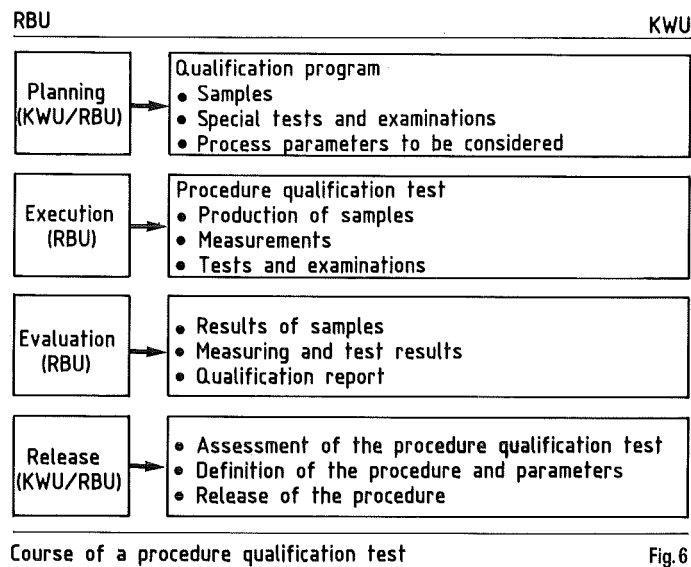 RBU KWU
Planning
(KWU/RBU)
Qualification program
• Samples
• Special tests and examinations
• Process parameters to be considered
Execution
(RBU)
Procedure qualification test
• Production of samples
• Measurements
• Tests and examinations
Evaluation
(RBU)
• Results of samples
• Measuring and test results
• Qualification report
Release
(KWU/RBU)
• Assessment of the procedure qualification test
• Definition of the procedure and parameters
• Release of the procedure
Course of a procedure qualification test Fig. 6